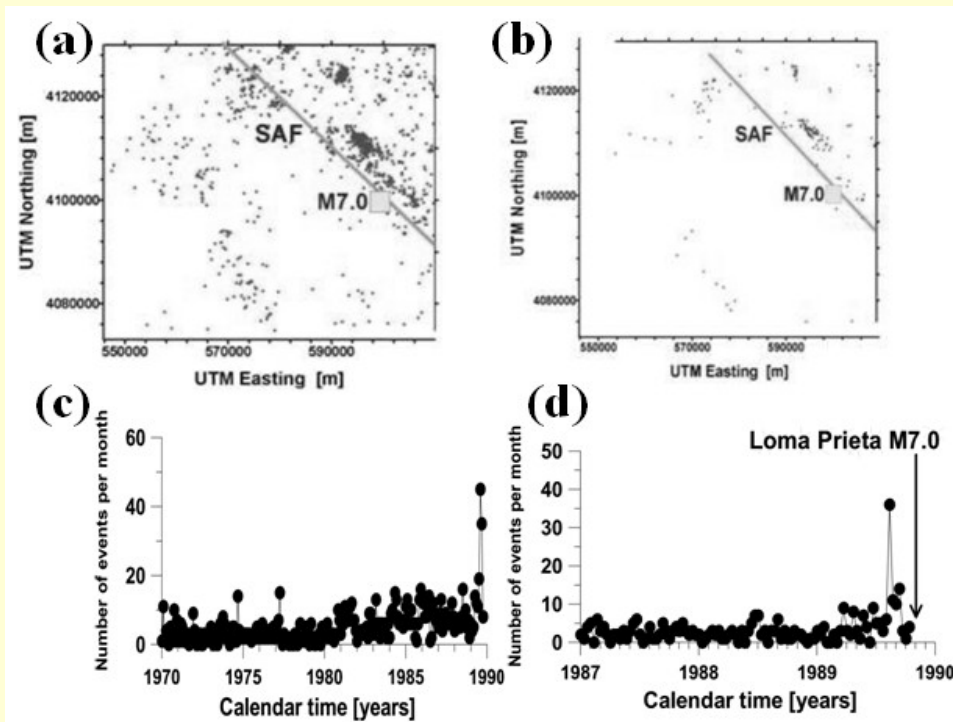 (a)
4120000
4100000
4080000
UTM Northing [m]
SAF
M7.0
550000 570000 590000
UTM Easting [m]
(b)
4120000
4100000
4080000
UTM Northing [m]
SAF
M7.0
550000 570000 590000
UTM Easting [m]
(c)
Number of events per month
60
40
20
0
1970 1975 1980 1985 1990
Calendar time [years]
(d)
Number of events per month
50
40
30
20
10
0
Loma Prieta M7.0
1987 1988 1989 1990
Calendar time [years]